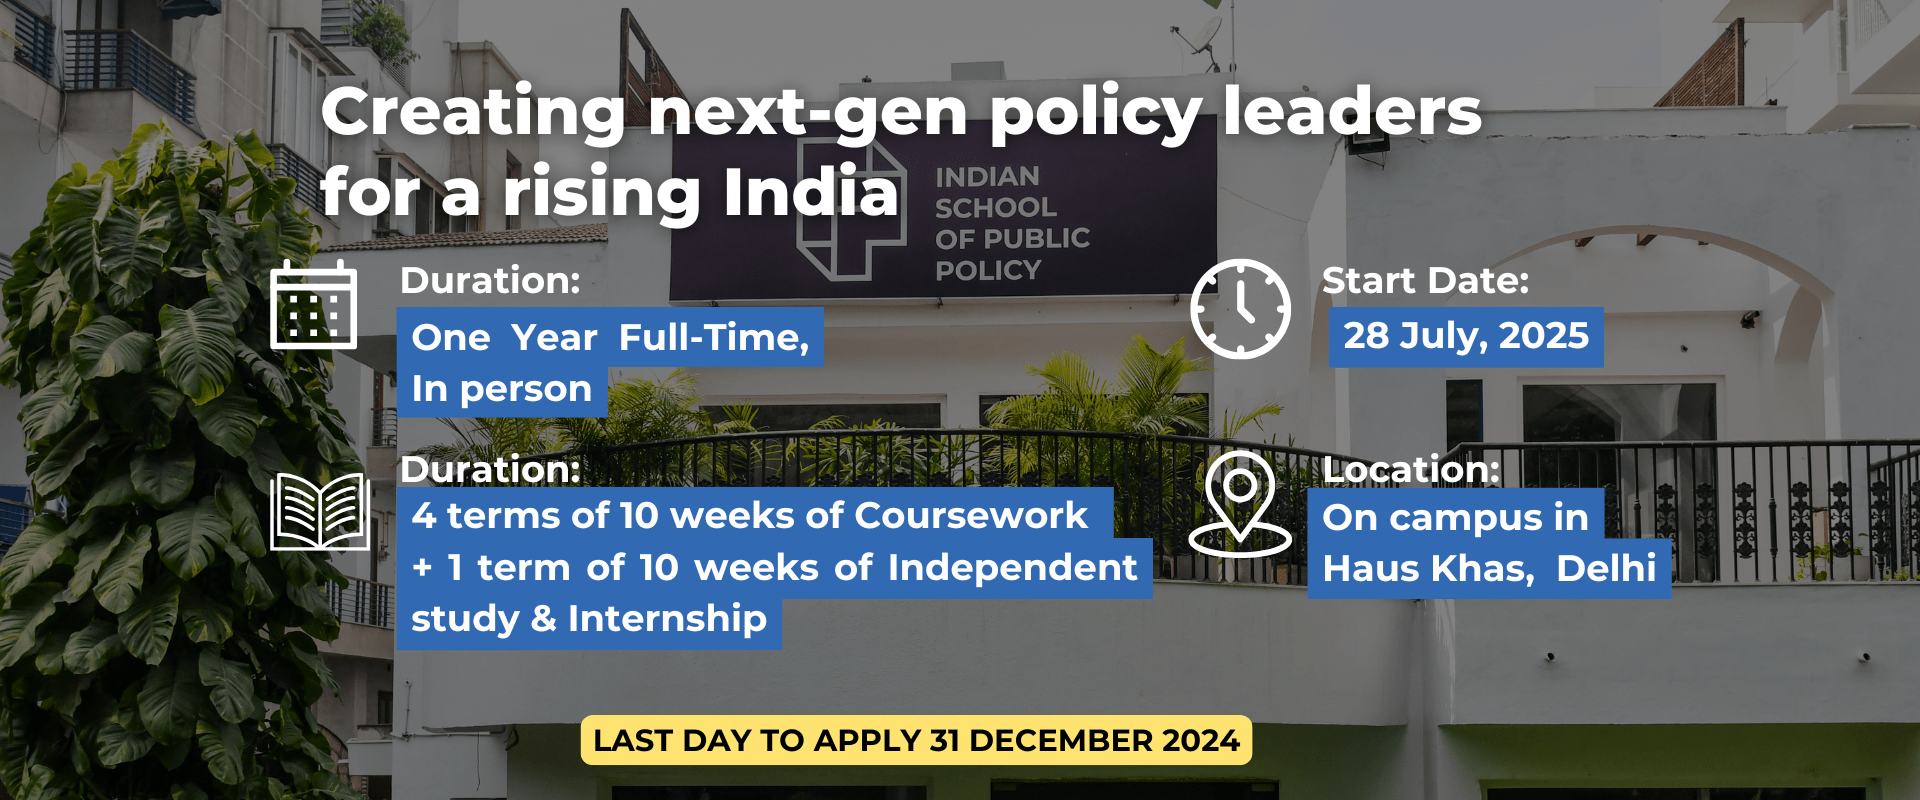 Creating next-gen policy leaders
for a rising India
INDIAN
SCHOOL
OF PUBLIC
POLICY
Duration:
One Year Full-Time,
In person
Start Date:
28 July, 2025
Duration:
4 terms of 10 weeks of Coursework
+ 1 term of 10 weeks of Independent
study & Internship
Location:
On campus in
Haus Khas, Delhi
LAST DAY TO APPLY 31 DECEMBER 2024